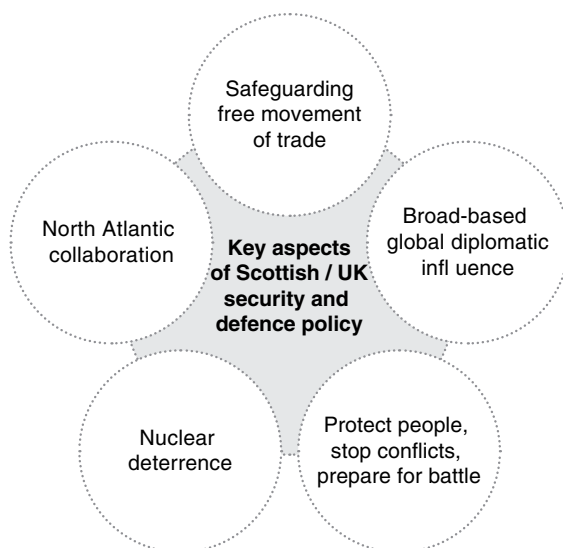 Safeguarding
free movement
of trade
North Atlantic
collaboration
Broad-based
global diplomatic
infl uence
Key aspects
of Scottish / UK
security and
defence policy
Nuclear
deterrence
Protect people,
stop conflicts,
prepare for battle